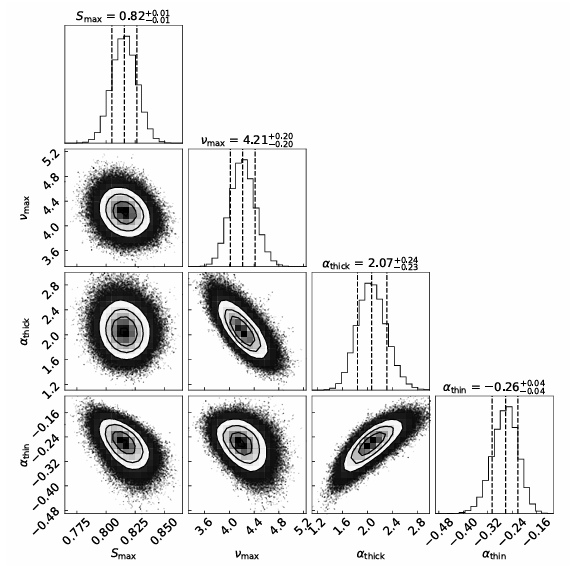 S_max = 0.82^{+0.01}_{−0.01}
ν_max = 4.21^{+0.20}_{−0.20}
ν_max
5.2
4.8
4.4
4.0
3.6
α_thick = 2.07^{+0.24}_{−0.23}
α_thick
2.8
2.4
2.0
1.6
1.2
α_thin = −0.26^{+0.04}_{−0.04}
α_thin
−0.16
−0.24
−0.32
−0.40
−0.48
0.775 0.800 0.825 0.850
S_max
3.6 4.0 4.4 4.8 5.2
ν_max
1.2 1.6 2.0 2.4 2.8
α_thick
−0.48 −0.40 −0.32 −0.24 −0.16
α_thin